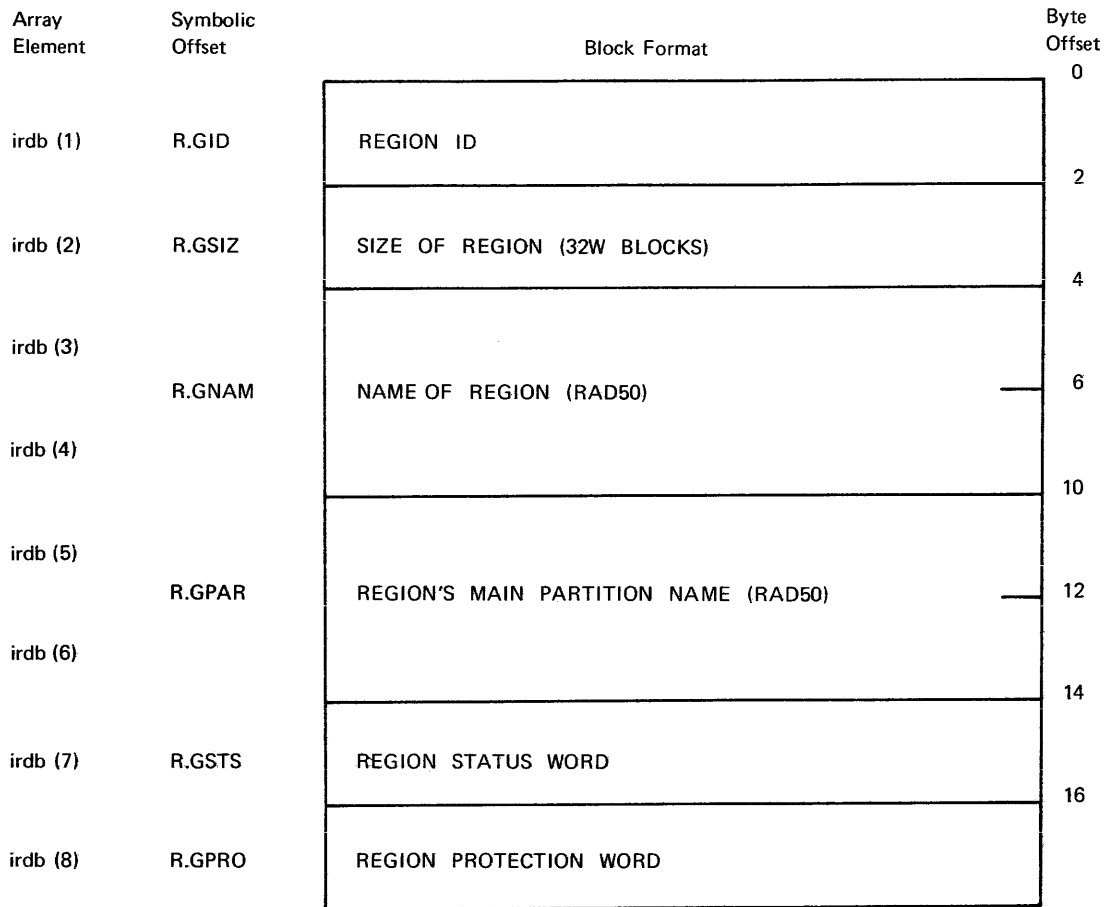 Array Symbolic Byte
Element Offset Block Format Offset
0
irdb (1) R.GID REGION ID
2
irdb (2) R.GSIZ SIZE OF REGION (32W BLOCKS)
4
irdb (3)
R.GNAM NAME OF REGION (RAD50) 6
irdb (4)
10
irdb (5)
R.GPAR REGION'S MAIN PARTITION NAME (RAD50) 12
irdb (6)
14
irdb (7) R.GSTS REGION STATUS WORD
16
irdb (8) R.GPRO REGION PROTECTION WORD